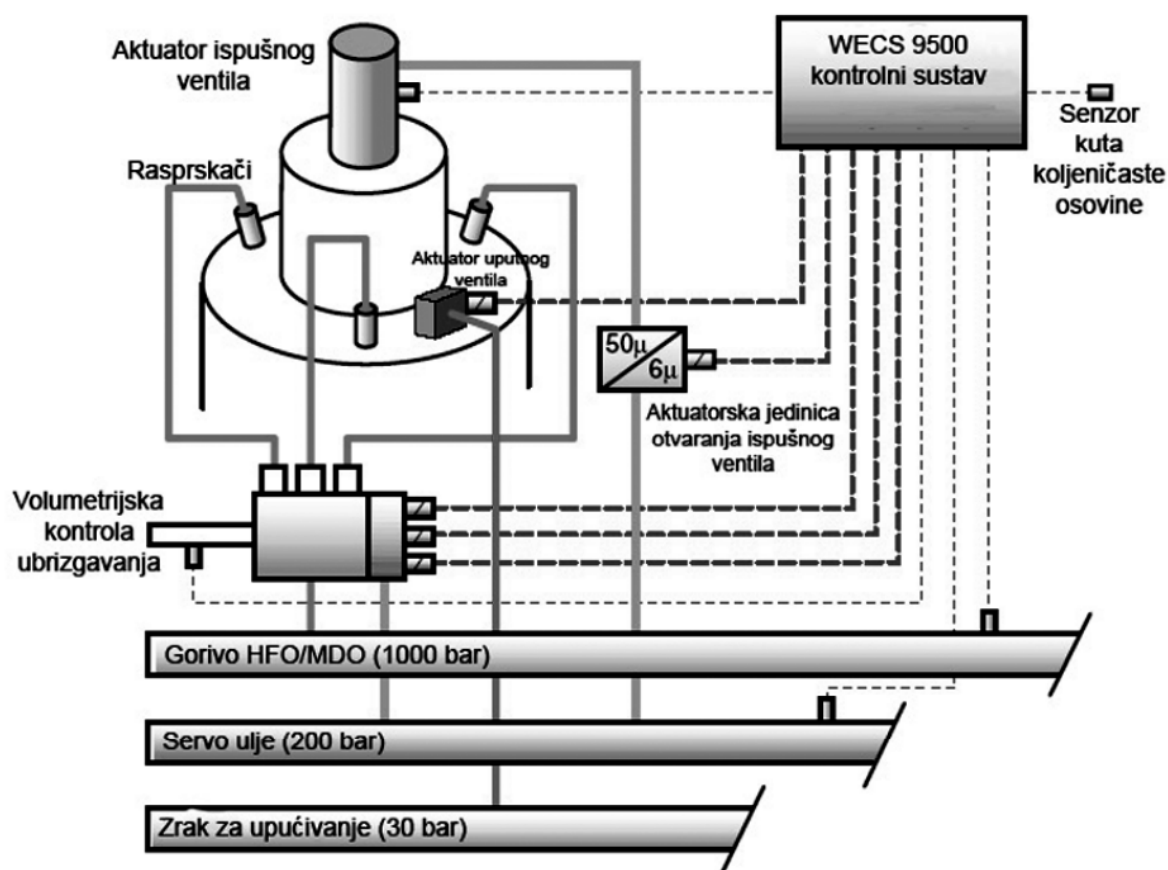 Aktuator ispušnog
ventila
WECS 9500
kontrolni sustav
Senzor
kuta
koljeničaste
osovine
Rasprskači
Aktuator uputnog
ventila
50µ
6µ
Aktuatorska jedinica
otvaranja ispušnog
ventila
Volumetrijska
kontrola
ubrizgavanja
Gorivo HFO/MDO (1000 bar)
Servo ulje (200 bar)
Zrak za upućivanje (30 bar)